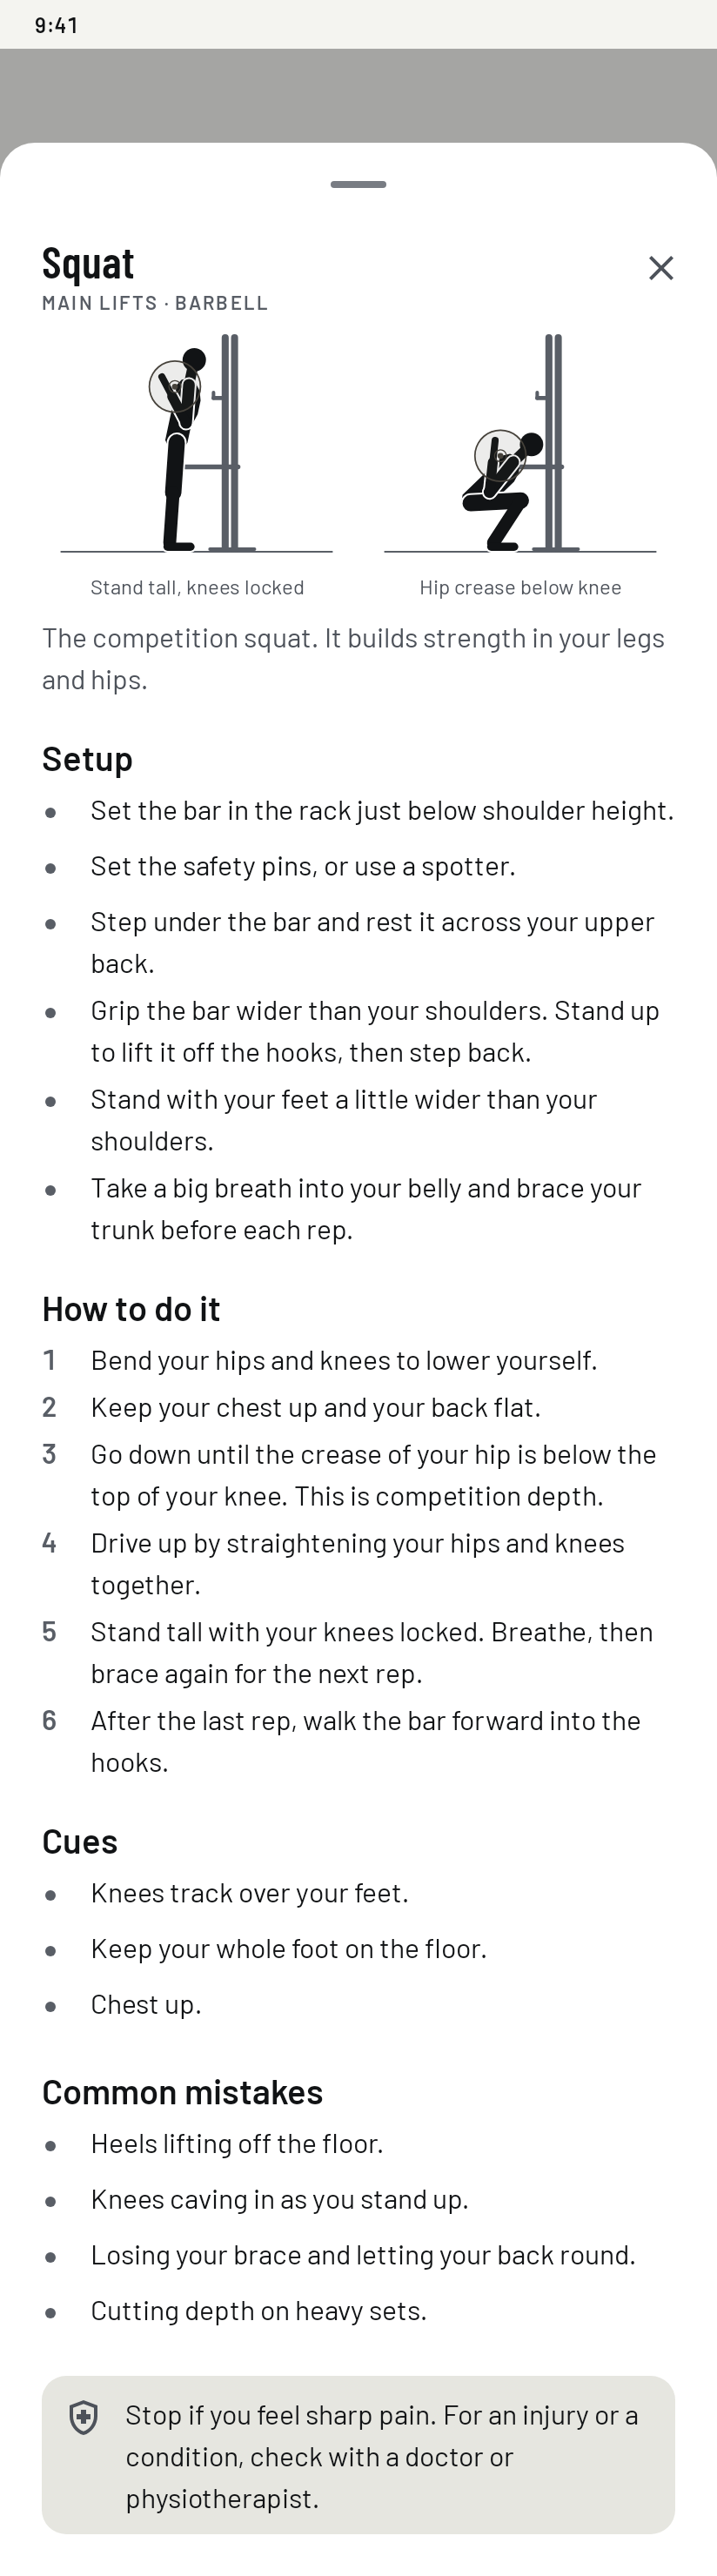 9:41
Squat
MAIN LIFTS · BARBELL
Stand tall, knees locked
Hip crease below knee
The competition squat. It builds strength in your legs
and hips.
Setup
• Set the bar in the rack just below shoulder height.
• Set the safety pins, or use a spotter.
• Step under the bar and rest it across your upper
back.
• Grip the bar wider than your shoulders. Stand up
to lift it off the hooks, then step back.
• Stand with your feet a little wider than your
shoulders.
• Take a big breath into your belly and brace your
trunk before each rep.
How to do it
1 Bend your hips and knees to lower yourself.
2 Keep your chest up and your back flat.
3 Go down until the crease of your hip is below the
top of your knee. This is competition depth.
4 Drive up by straightening your hips and knees
together.
5 Stand tall with your knees locked. Breathe, then
brace again for the next rep.
6 After the last rep, walk the bar forward into the
hooks.
Cues
• Knees track over your feet.
• Keep your whole foot on the floor.
• Chest up.
Common mistakes
• Heels lifting off the floor.
• Knees caving in as you stand up.
• Losing your brace and letting your back round.
• Cutting depth on heavy sets.
Stop if you feel sharp pain. For an injury or a
condition, check with a doctor or
physiotherapist.